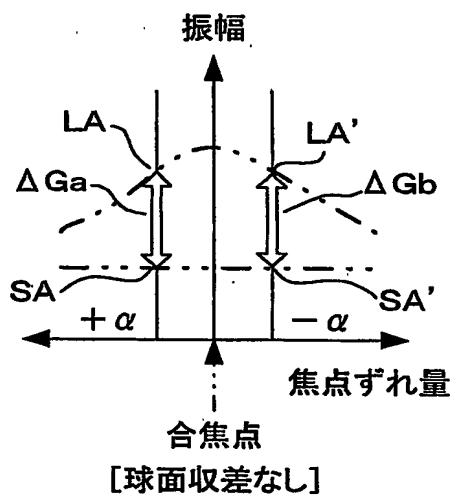 振幅
LA
LA'
ΔGa
ΔGb
SA
SA'
+α
-α
焦点ずれ量
合焦点
[球面収差なし]